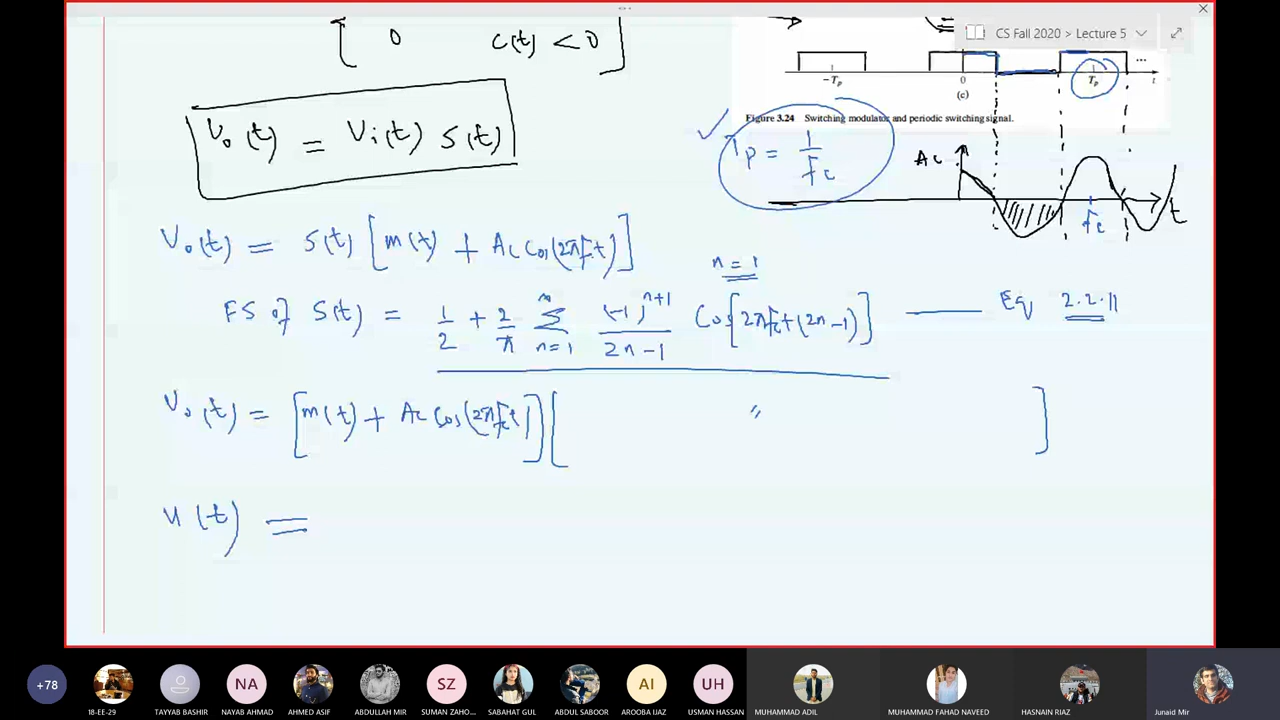 CS Fall 2020 > Lecture 5
0 c(t) < 0
-Tp 0 Tp ... t
(c)
Figure 3.24 Switching modulator and periodic switching signal.
Vo(t) = Vi(t) s(t)
Tp = 1/fc
Ac
t
fc
Vo(t) = s(t) [m(t) + Ac Cos(2πfct)]
n = 1
FS of s(t) = 1/2 + 2/π ∑ n=1 ∞ (-1)^n+1 / 2n-1 Cos[2πfct(2n-1)] —— Eq 2.2.11
Vo(t) = [m(t) + Ac Cos(2πfct)] [ " ]
u(t) =
+78
NA
SZ
AI
UH
18-EE-29
TAYYAB BASHIR
NAYAB AHMAD
AHMED ASIF
ABDULLAH MIR
SUMAN ZAHO...
SABAHAT GUL
ABDUL SABOOR
AROOBA IJAZ
USMAN HASSAN
MUHAMMAD ADIL
MUHAMMAD FAHAD NAVEED
HASNAIN RIAZ
Junaid Mir